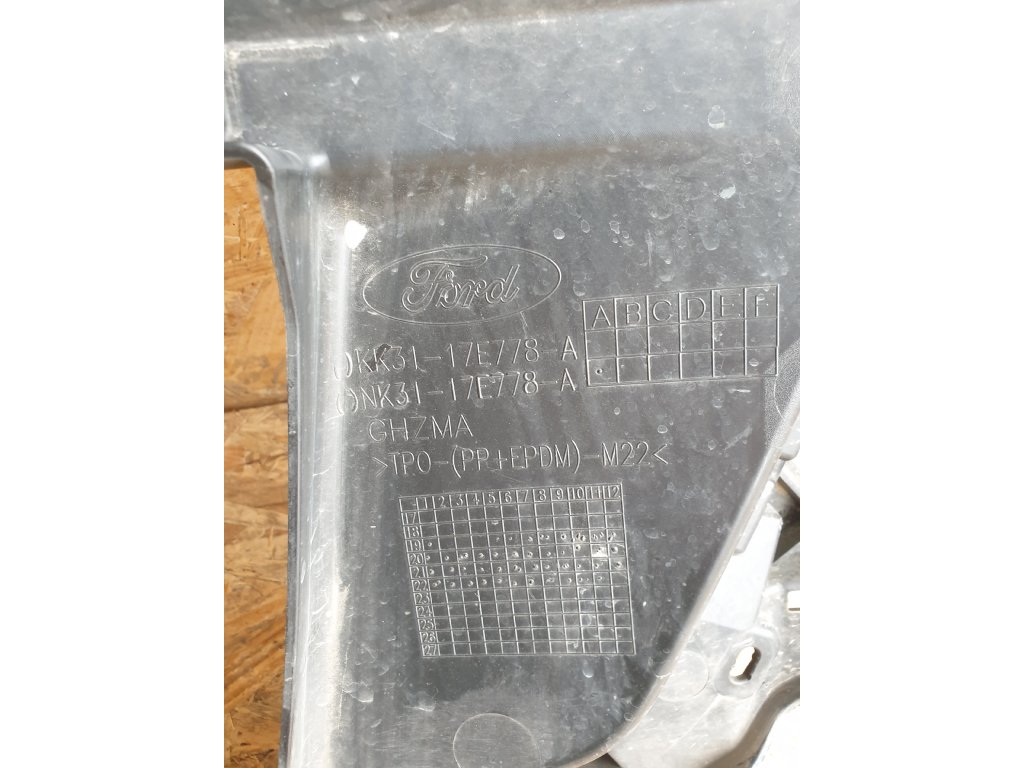 Ford
A B C D E F
()KK31-17E778-A
()NK31-17E778-A
GHZMA
>TPO-(PP+EPDM)-M22<
1 2 3 4 5 6 7 8 9 10 11 12
17
18
19
20
21
22
23
24
25
26
27